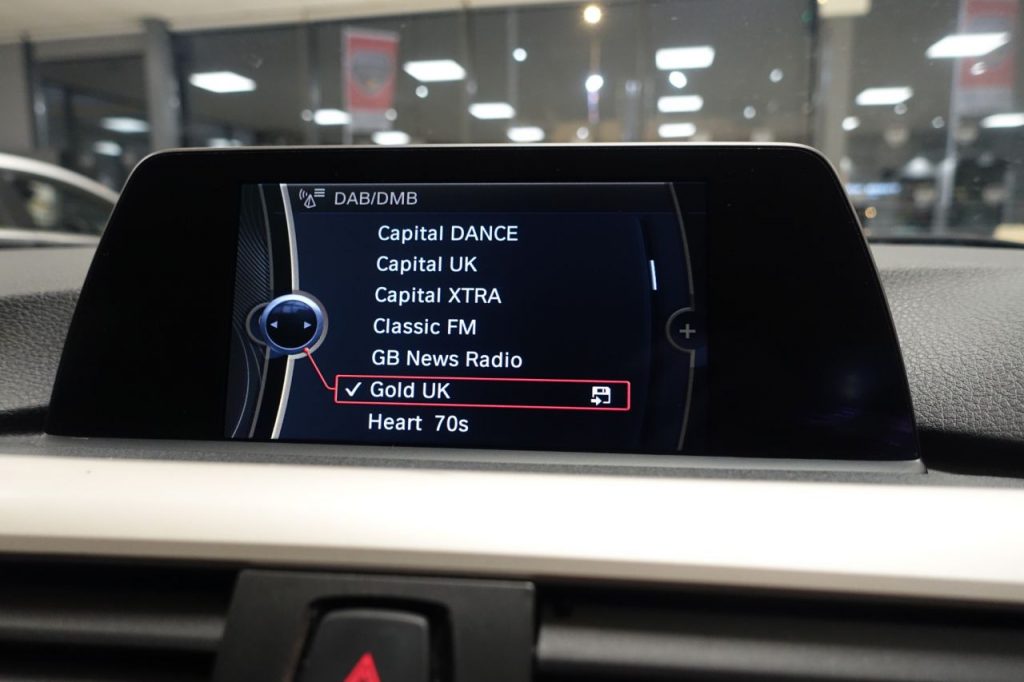 DAB/DMB
Capital DANCE
Capital UK
Capital XTRA
Classic FM
GB News Radio
Gold UK
Heart 70s